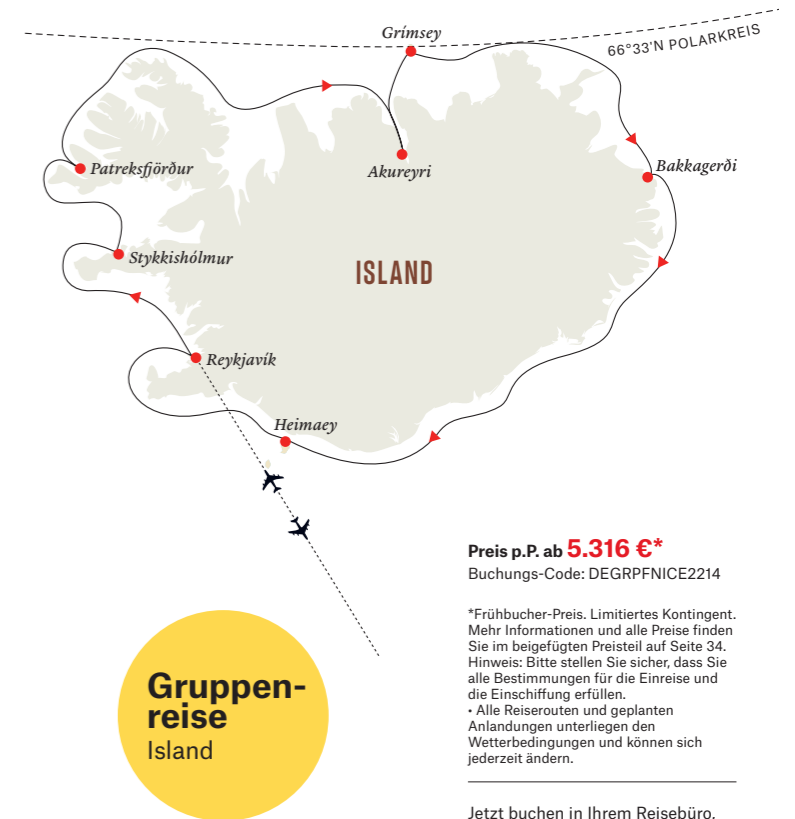 Grímsey
66°33'N POLARKREIS
Patreksfjörður
Akureyri
Bakkagerði
Stykkishólmur
ISLAND
Reykjavík
Heimaey
Preis p.P. ab 5.316 €*
Buchungs-Code: DEGRPFNICE2214
*Frühbucher-Preis. Limitiertes Kontingent.
Mehr Informationen und alle Preise finden
Sie im beigefügten Preisteil auf Seite 34.
Hinweis: Bitte stellen Sie sicher, dass Sie
alle Bestimmungen für die Einreise und
die Einschiffung erfüllen.
• Alle Reiserouten und geplanten
Anlandungen unterliegen den
Wetterbedingungen und können sich
jederzeit ändern.
Gruppen-
reise
Island
Jetzt buchen in Ihrem Reisebüro.